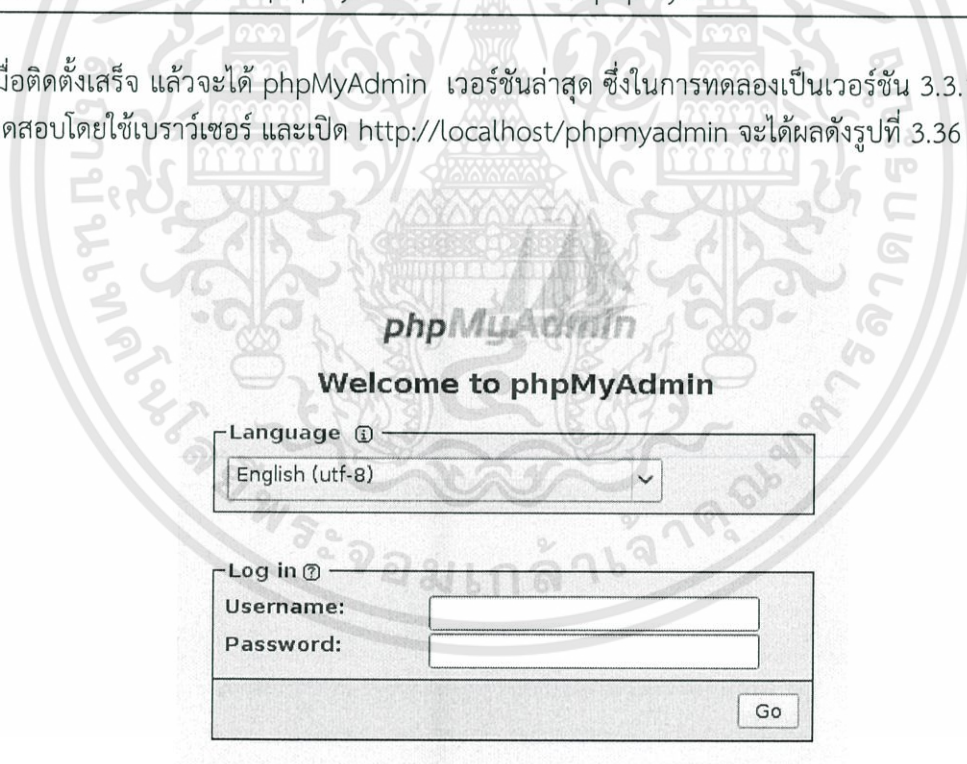 มื่อติดตั้งเสร็จ แล้วจะได้ phpMyAdmin เวอร์ชันล่าสุด ซึ่งในการทดลองเป็นเวอร์ชัน 3.3.
ดสอบโดยใช้เบราว์เซอร์ และเปิด http://localhost/phpmyadmin จะได้ผลดังรูปที่ 3.36
phpMyAdmin
Welcome to phpMyAdmin
Language
English (utf-8)
Log in
Username:
Password:
Go